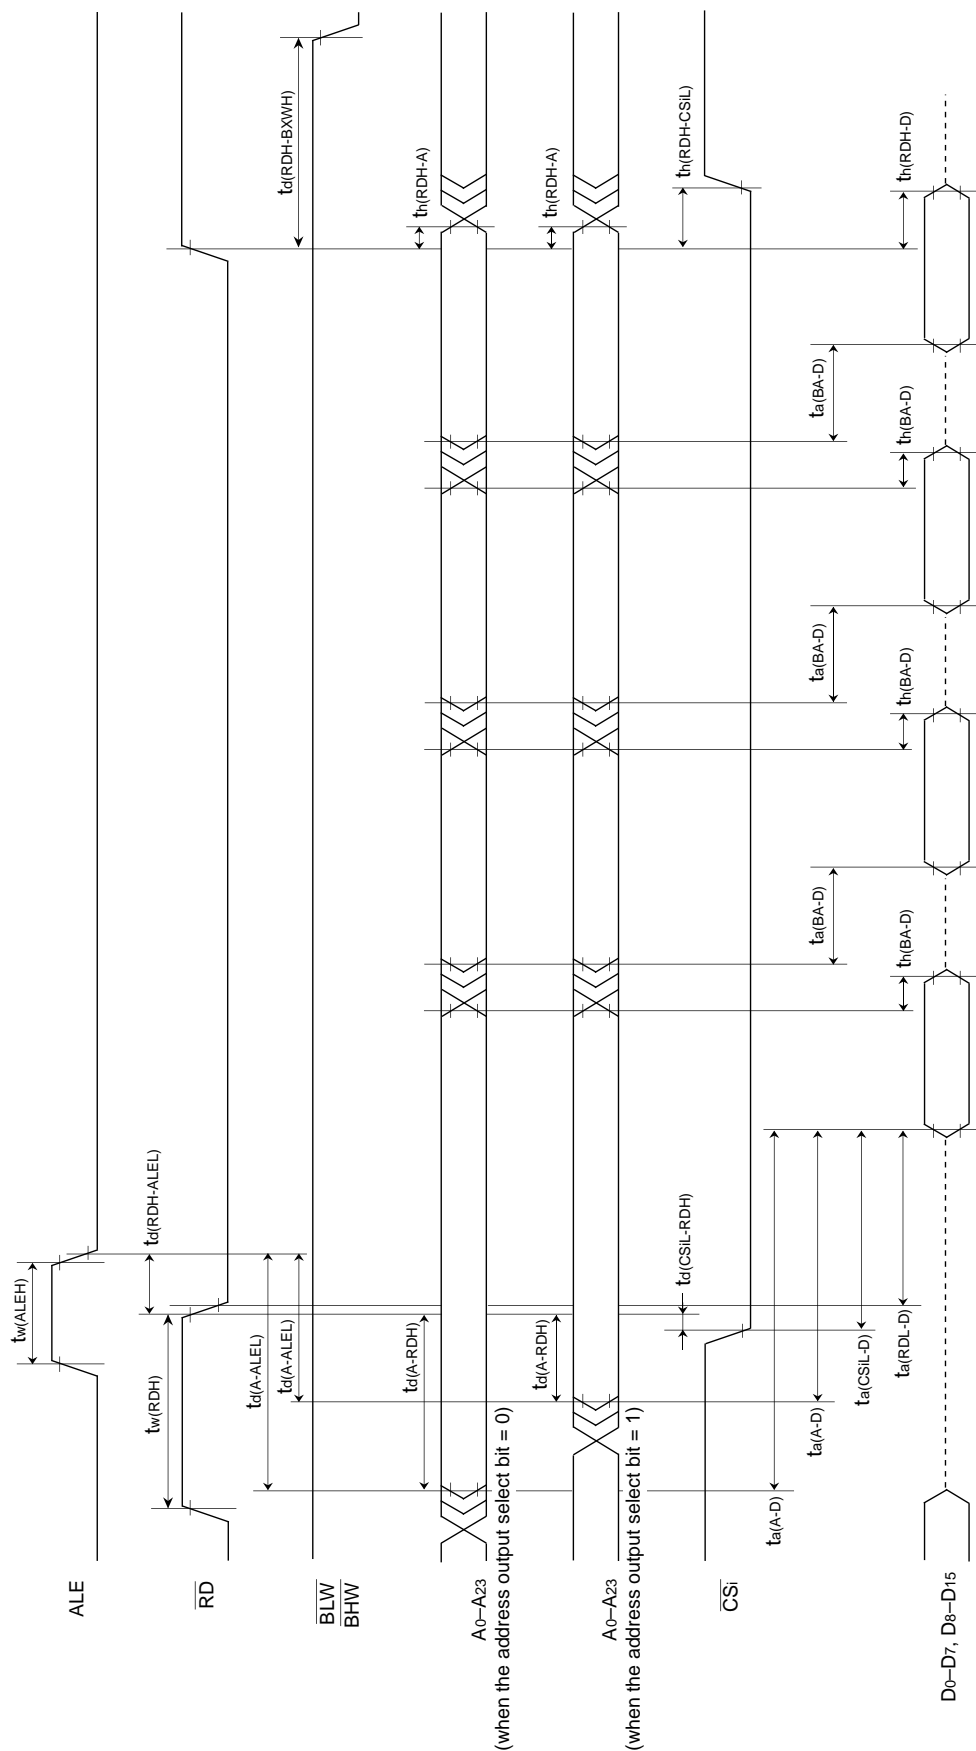 ALE
tw(ALEH)
RD
tw(RDH)
td(RDH-ALEL)
td(A-ALEL)
td(A-ALEL)
BLW
BHW
td(RDH-BXWH)
A0–A23
(when the address output select bit = 0)
td(A-RDH)
th(RDH-A)
A0–A23
(when the address output select bit = 1)
td(A-RDH)
th(RDH-A)
CSi
td(CSiL-RDH)
th(RDH-CSiL)
ta(A-D)
ta(A-D)
ta(BA-D)
ta(BA-D)
ta(BA-D)
ta(CSiL-D)
ta(RDL-D)
th(BA-D)
th(BA-D)
th(BA-D)
th(RDH-D)
D0–D7, D8–D15